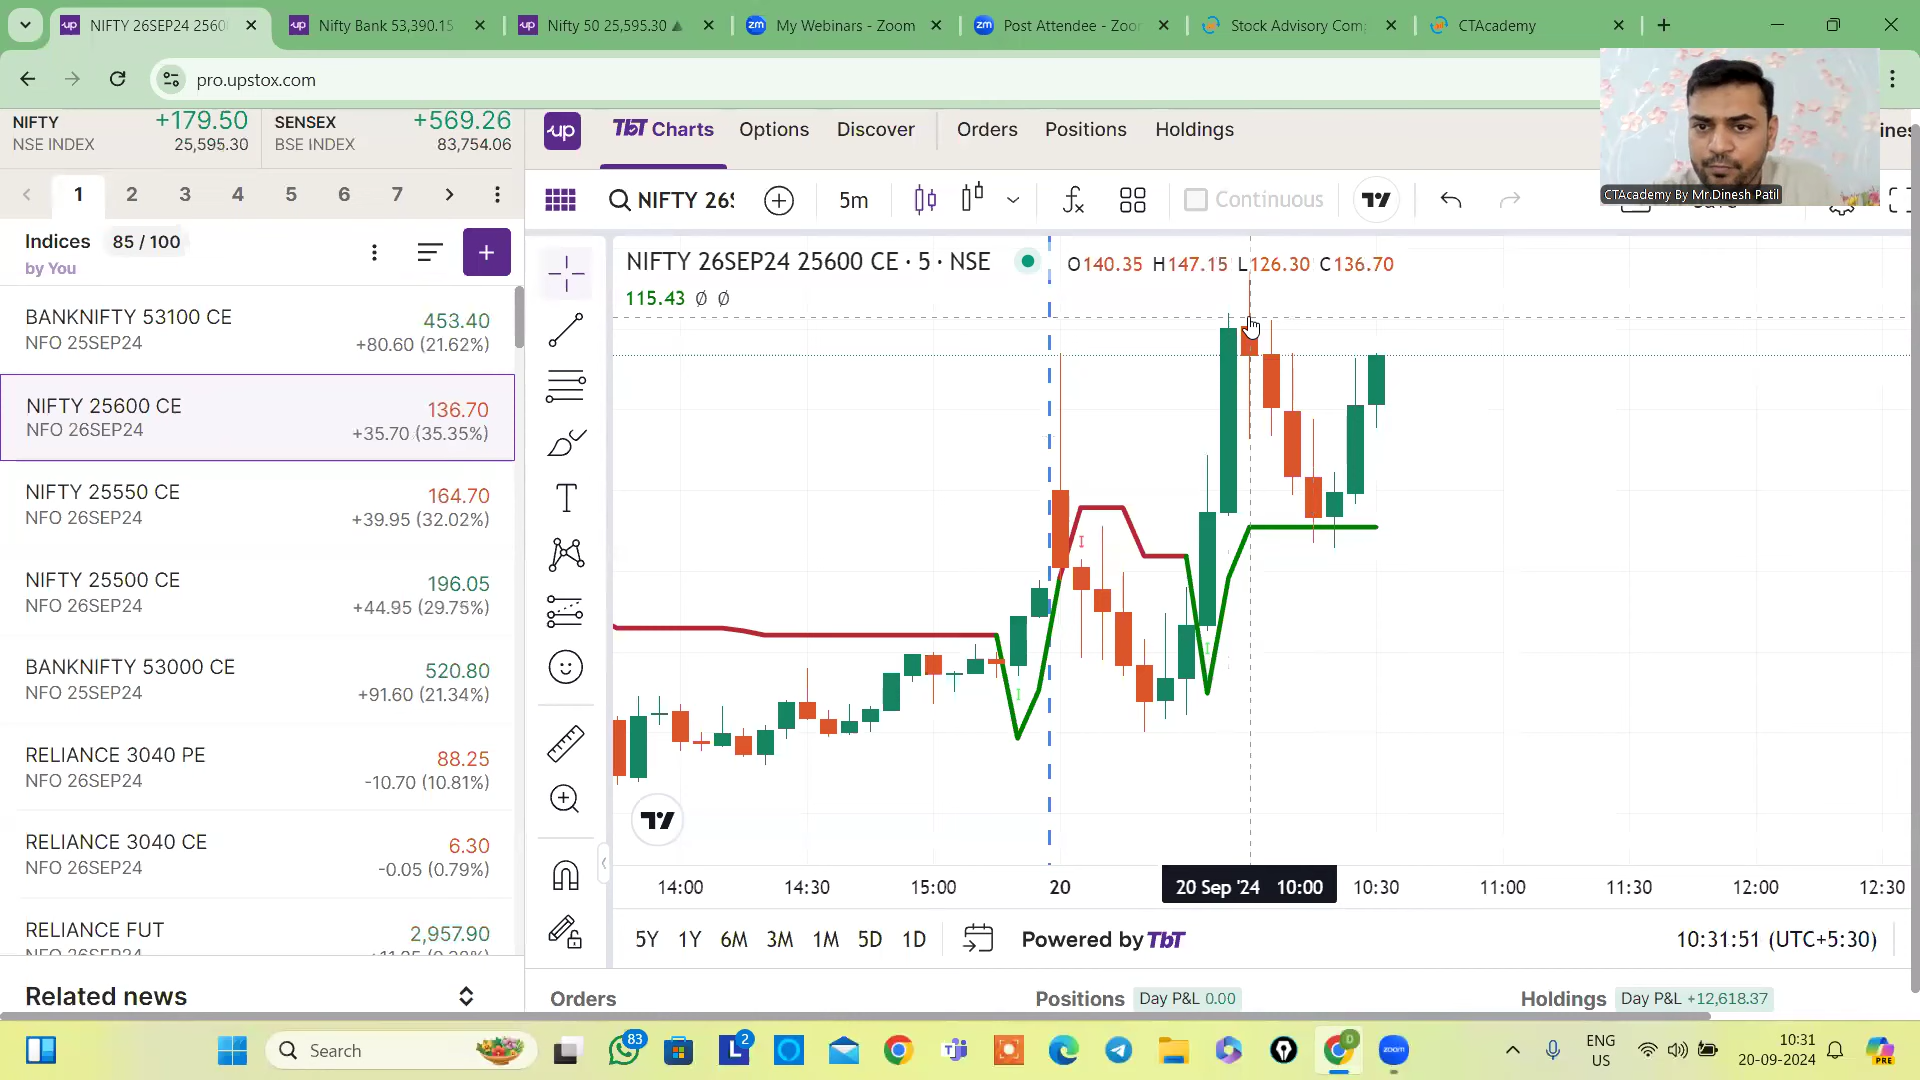 NIFTY 26SEP24 2560
Nifty Bank 53,390.15
Nifty 50 25,595.30 ▲
zm My Webinars - Zoom
zm Post Attendee - Zoo
Stock Advisory Com
CTAcademy
pro.upstox.com
NIFTY +179.50
NSE INDEX 25,595.30
SENSEX +569.26
BSE INDEX 83,754.06
up
TbT Charts Options Discover Orders Positions Holdings
CTAcademy By Mr.Dinesh Patil
1 2 3 4 5 6 7
NIFTY 26S 5m Continuous
Indices 85 / 100
by You
BANKNIFTY 53100 CE 453.40
NFO 25SEP24 +80.60 (21.62%)
NIFTY 25600 CE 136.70
NFO 26SEP24 +35.70 (35.35%)
NIFTY 25550 CE 164.70
NFO 26SEP24 +39.95 (32.02%)
NIFTY 25500 CE 196.05
NFO 26SEP24 +44.95 (29.75%)
BANKNIFTY 53000 CE 520.80
NFO 25SEP24 +91.60 (21.34%)
RELIANCE 3040 PE 88.25
NFO 26SEP24 -10.70 (10.81%)
RELIANCE 3040 CE 6.30
NFO 26SEP24 -0.05 (0.79%)
RELIANCE FUT 2,957.90
Related news
NIFTY 26SEP24 25600 CE · 5 · NSE O140.35 H147.15 L126.30 C136.70
115.43 Ø Ø
14:00 14:30 15:00 20 20 Sep '24 10:00 10:30 11:00 11:30 12:00 12:30
5Y 1Y 6M 3M 1M 5D 1D Powered by TbT 10:31:51 (UTC+5:30)
Orders Positions Day P&L 0.00 Holdings Day P&L +12,618.37
Search
83
2
zoom
ENG
US
10:31
20-09-2024
PRE